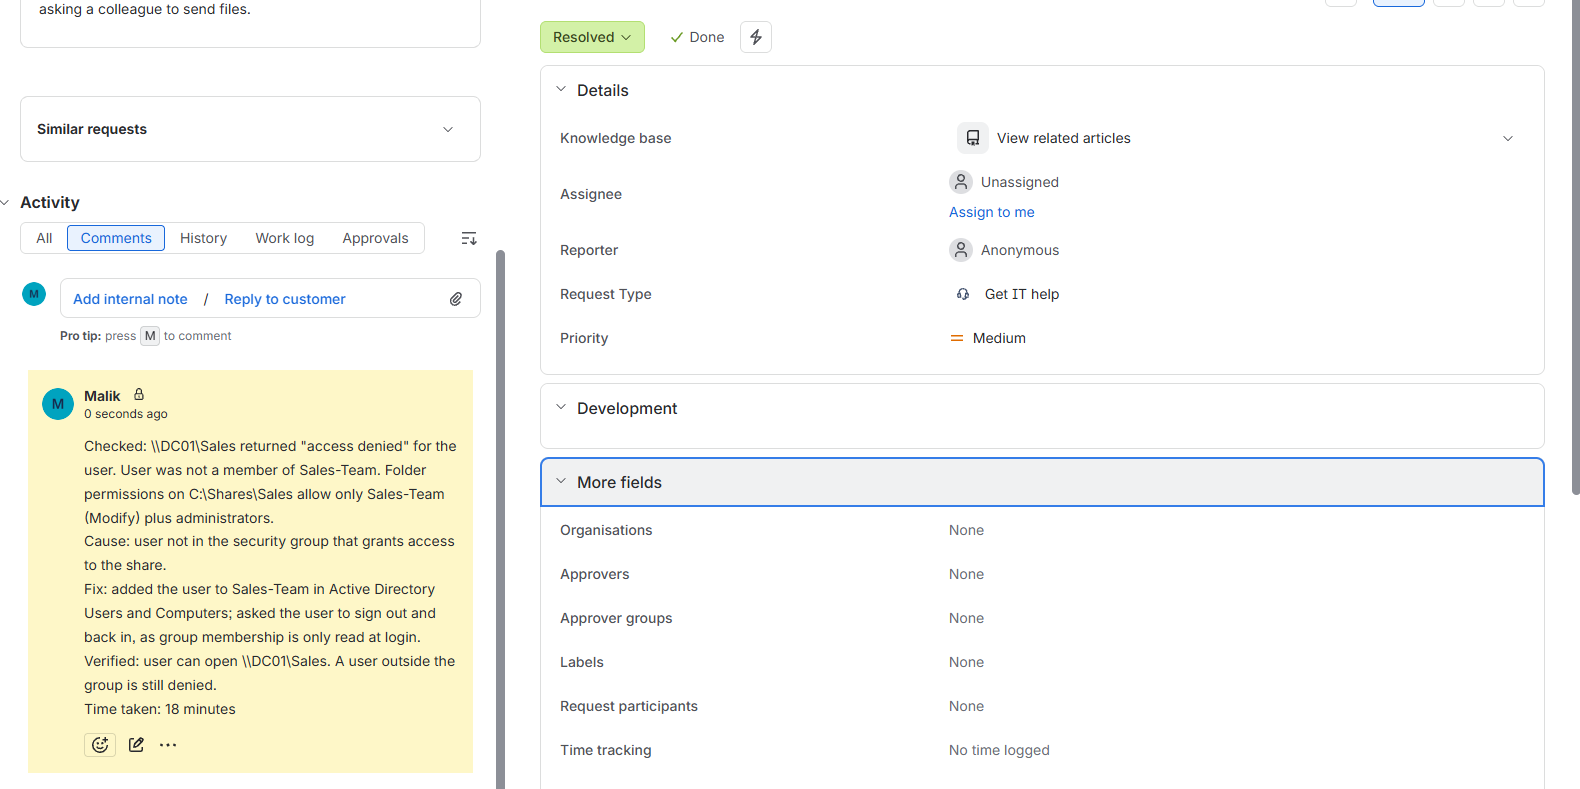 asking a colleague to send files.
Similar requests
Activity
All Comments History Work log Approvals
M
Add internal note / Reply to customer
Pro tip: press M to comment
M
Malik
0 seconds ago
Checked: \\DC01\Sales returned "access denied" for the
user. User was not a member of Sales-Team. Folder
permissions on C:\Shares\Sales allow only Sales-Team
(Modify) plus administrators.
Cause: user not in the security group that grants access
to the share.
Fix: added the user to Sales-Team in Active Directory
Users and Computers; asked the user to sign out and
back in, as group membership is only read at login.
Verified: user can open \\DC01\Sales. A user outside the
group is still denied.
Time taken: 18 minutes
Resolved Done
Details
Knowledge base View related articles
Assignee Unassigned
Assign to me
Reporter Anonymous
Request Type Get IT help
Priority Medium
Development
More fields
Organisations None
Approvers None
Approver groups None
Labels None
Request participants None
Time tracking No time logged